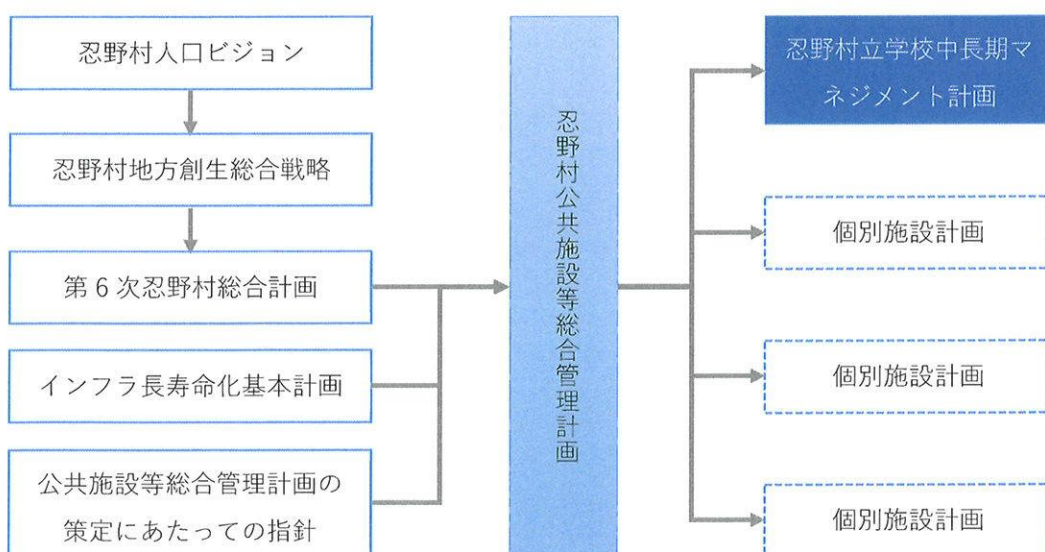 忍野村人口ビジョン
忍野村地方創生総合戦略
第6次忍野村総合計画
インフラ長寿命化基本計画
公共施設等総合管理計画の
策定にあたっての指針
忍野村公共施設等総合管理計画
忍野村立学校中長期マ
ネジメント計画
個別施設計画
個別施設計画
個別施設計画